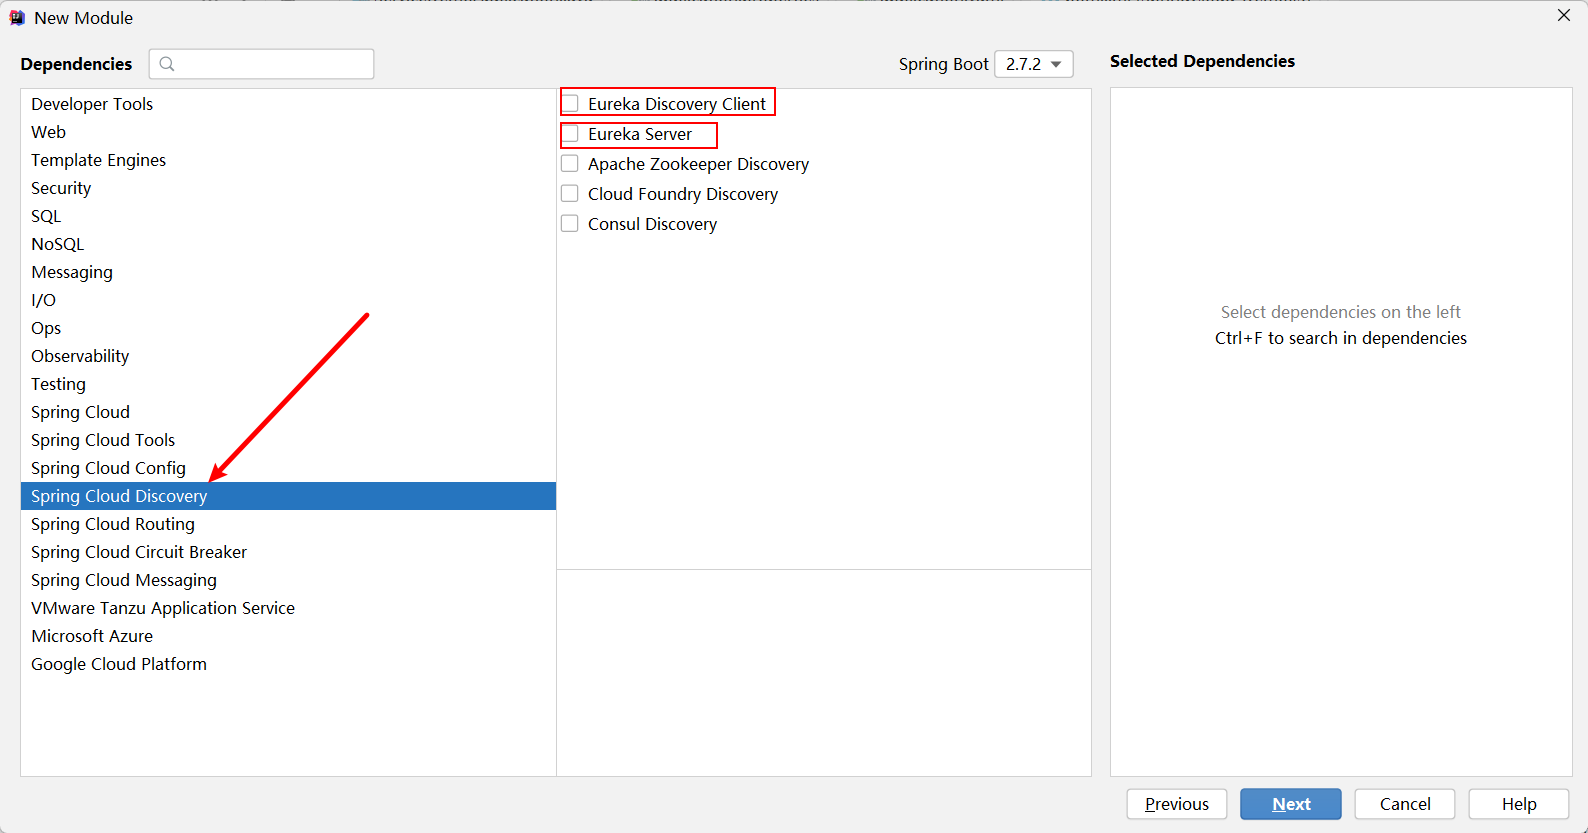 New Module
Dependencies
Spring Boot 2.7.2
Selected Dependencies
Developer Tools
Web
Template Engines
Security
SQL
NoSQL
Messaging
I/O
Ops
Observability
Testing
Spring Cloud
Spring Cloud Tools
Spring Cloud Config
Spring Cloud Discovery
Spring Cloud Routing
Spring Cloud Circuit Breaker
Spring Cloud Messaging
VMware Tanzu Application Service
Microsoft Azure
Google Cloud Platform
Eureka Discovery Client
Eureka Server
Apache Zookeeper Discovery
Cloud Foundry Discovery
Consul Discovery
Select dependencies on the left
Ctrl+F to search in dependencies
Previous
Next
Cancel
Help